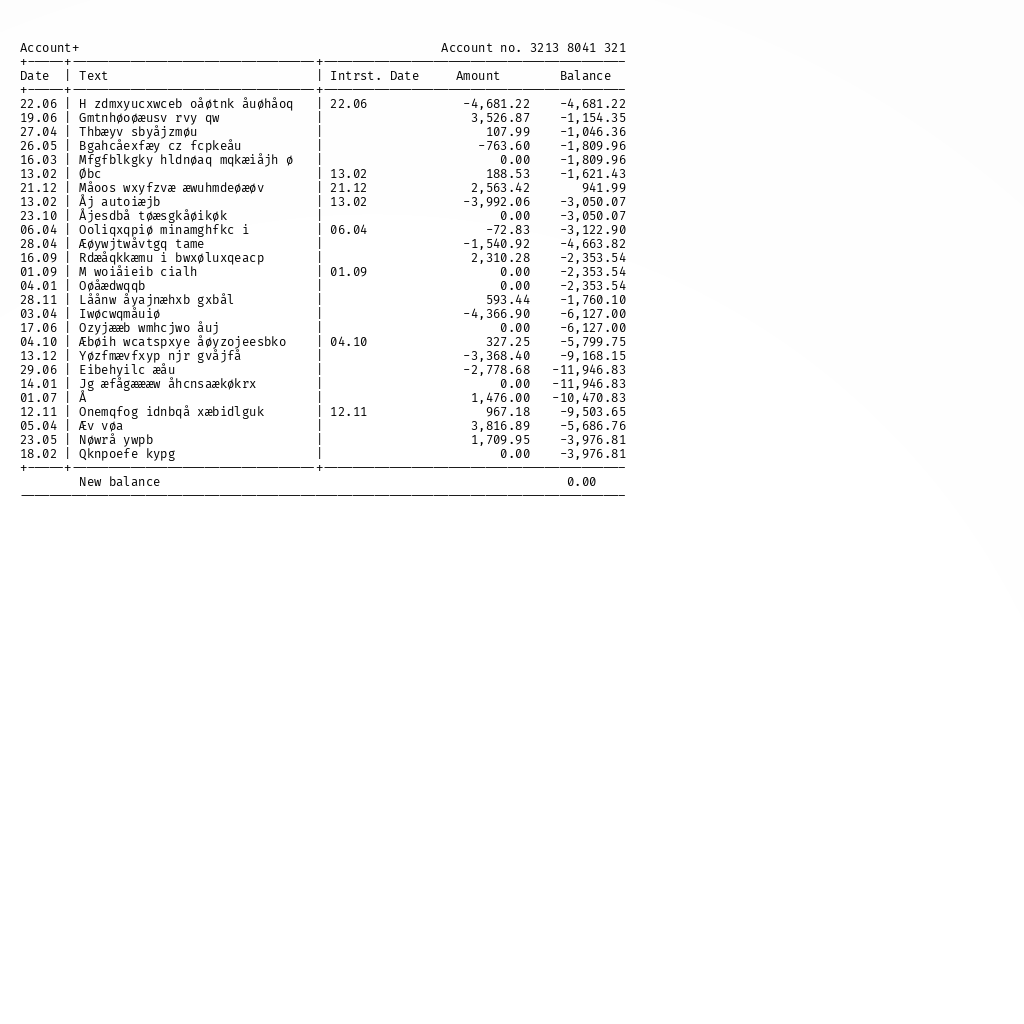 Account+ Account no. 3213 8041 321
+-----+---------------------------------+-----------------------------------------
Date | Text | Intrst. Date Amount Balance
+-----+---------------------------------+-----------------------------------------
22.06 | H zdmxyucxwceb oåøtnk åuøhåoq | 22.06 -4,681.22 -4,681.22
19.06 | Gmtnhøoøæusv rvy qw | 3,526.87 -1,154.35
27.04 | Thbæyv sbyåjzmøu | 107.99 -1,046.36
26.05 | Bgahcåexfæy cz fcpkeåu | -763.60 -1,809.96
16.03 | Mfgfblkgky hldnøaq mqkæiåjh ø | 0.00 -1,809.96
13.02 | Øbc | 13.02 188.53 -1,621.43
21.12 | Måoos wxyfzvæ æwuhmdeøæøv | 21.12 2,563.42 941.99
13.02 | Åj autoiæjb | 13.02 -3,992.06 -3,050.07
23.10 | Åjesdbå tøæsgkåøikøk | 0.00 -3,050.07
06.04 | Ooliqxqpiø minamghfkc i | 06.04 -72.83 -3,122.90
28.04 | Æøywjtwåvtgq tame | -1,540.92 -4,663.82
16.09 | Rdæåqkkæmu i bwxøluxqeacp | 2,310.28 -2,353.54
01.09 | M woiåieib cialh | 01.09 0.00 -2,353.54
04.01 | Oøåædwqqb | 0.00 -2,353.54
28.11 | Låånw åyajnæhxb gxbål | 593.44 -1,760.10
03.04 | Iwøcwqmåuiø | -4,366.90 -6,127.00
17.06 | Ozyjææb wmhcjwo åuj | 0.00 -6,127.00
04.10 | Æbøih wcatspxye åøyzojeesbko | 04.10 327.25 -5,799.75
13.12 | Yøzfmævfxyp njr gvåjfå | -3,368.40 -9,168.15
29.06 | Eibehyilc æåu | -2,778.68 -11,946.83
14.01 | Jg æfågæææw åhcnsaækøkrx | 0.00 -11,946.83
01.07 | Å | 1,476.00 -10,470.83
12.11 | Onemqfog idnbqå xæbidlguk | 12.11 967.18 -9,503.65
05.04 | Æv vøa | 3,816.89 -5,686.76
23.05 | Nøwrå ywpb | 1,709.95 -3,976.81
18.02 | Qknpoefe kypg | 0.00 -3,976.81
+-----+---------------------------------+-----------------------------------------
New balance 0.00
----------------------------------------------------------------------------------